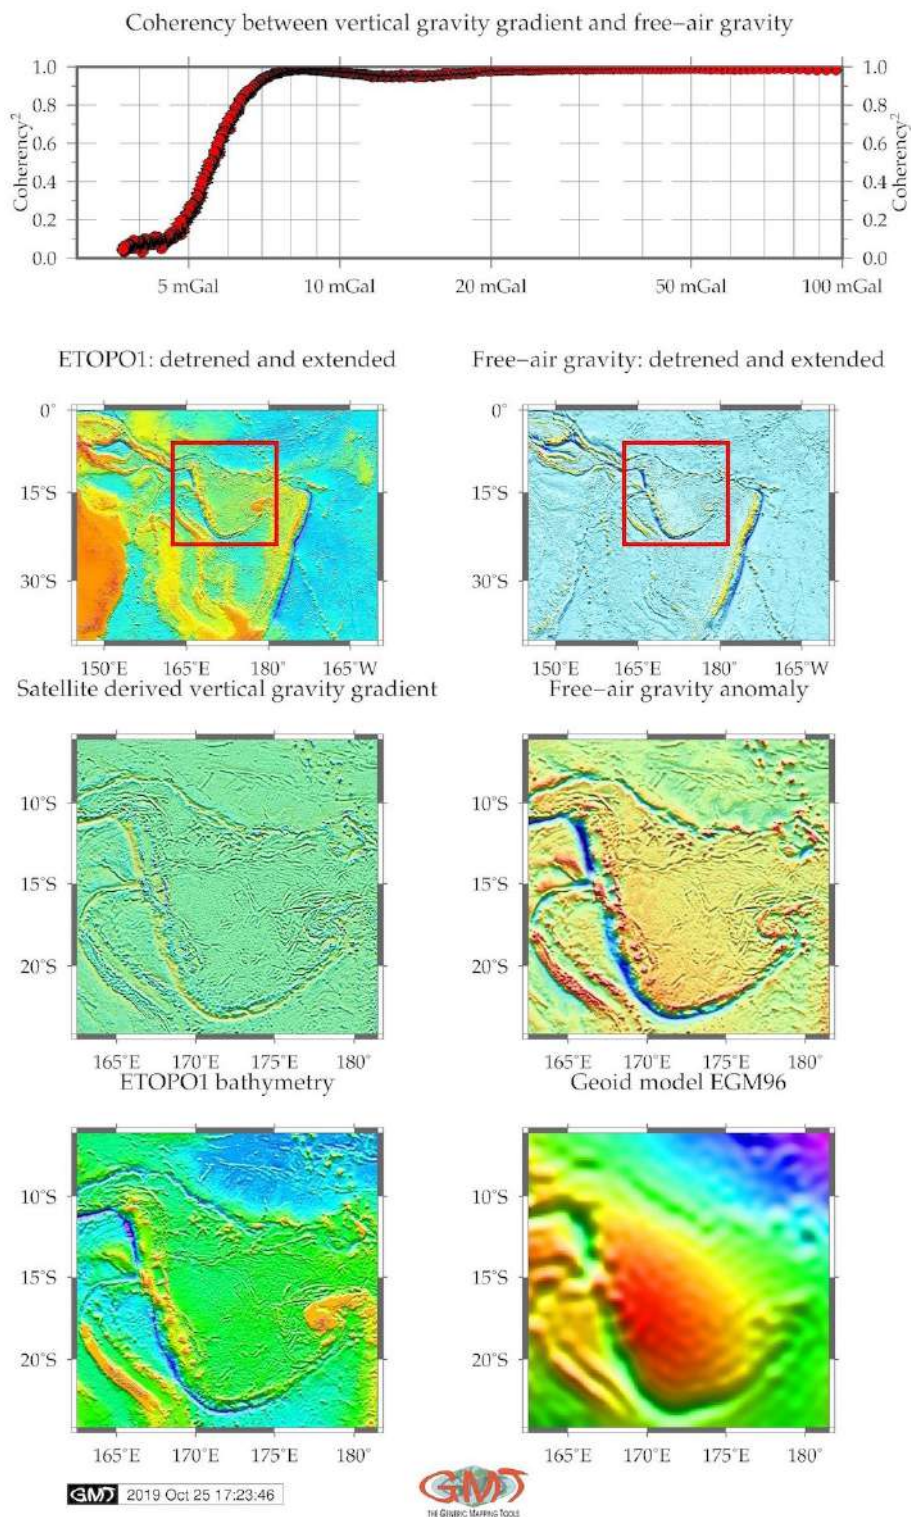 Coherency between vertical gravity gradient and free-air gravity
1.0 1.0
0.8 0.8
0.6 0.6
0.4 0.4
0.2 0.2
0.0 0.0
Coherency² Coherency²
5 mGal 10 mGal 20 mGal 50 mGal 100 mGal
ETOPO1: detrened and extended Free-air gravity: detrened and extended
0° 0°
15°S 15°S
30°S 30°S
150°E 165°E 180° 165°W 150°E 165°E 180° 165°W
Satellite derived vertical gravity gradient Free-air gravity anomaly
10°S 10°S
15°S 15°S
20°S 20°S
165°E 170°E 175°E 180° 165°E 170°E 175°E 180°
ETOPO1 bathymetry Geoid model EGM96
10°S 10°S
15°S 15°S
20°S 20°S
165°E 170°E 175°E 180° 165°E 170°E 175°E 180°
GMT 2019 Oct 25 17:23:46
GMT
THE GENERIC MAPPING TOOLS